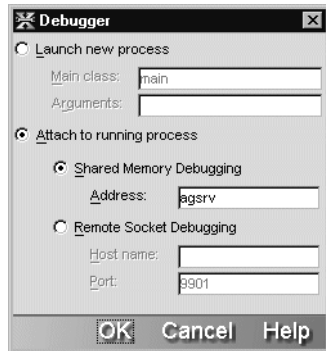 Debugger
Launch new process
Main class: main
Arguments:
Attach to running process
Shared Memory Debugging
Address: agsrv
Remote Socket Debugging
Host name:
Port: 9901
OK Cancel Help